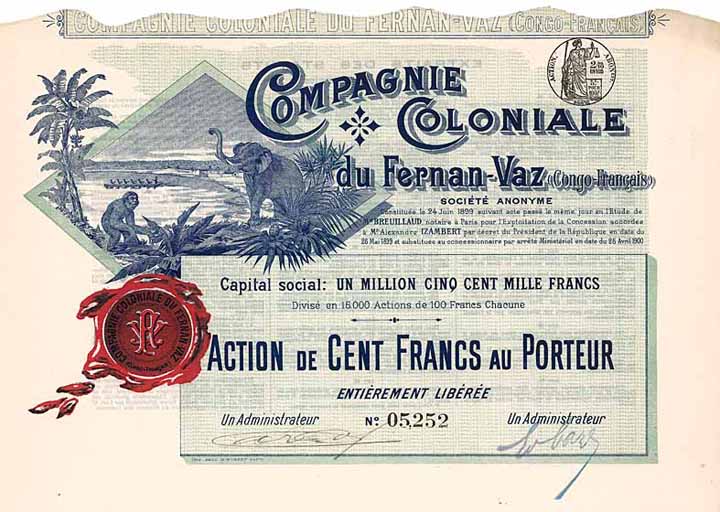 COMPAGNIE COLONIALE DU FERNAN-VAZ (CONGO-FRANÇAIS)
COMPAGNIE
COLONIALE
du Fernan-Vaz (Congo-Français)
SOCIÉTÉ ANONYME
Constituée le 24 Juin 1899 suivant acte passé le même jour en l'Etude de
Me BREUILLAUD, notaire à Paris pour l'Exploitation de la Concession accordée
à Mr Alexandre IZAMBERT par décret du Président de la République en date du
26 Mai 1899 et substituée au concessionnaire par arrêté Ministériel en date du 26 Avril 1900
Capital social: UN MILLION CINQ CENT MILLE FRANCS
Divisé en 15.000 Actions de 100 Francs Chacune
COMPAGNIE COLONIALE DU FERNAN VAZ
ACTION DE CENT FRANCS AU PORTEUR
ENTIÈREMENT LIBÉRÉE
Un Administrateur
No. 05,252
Un Administrateur